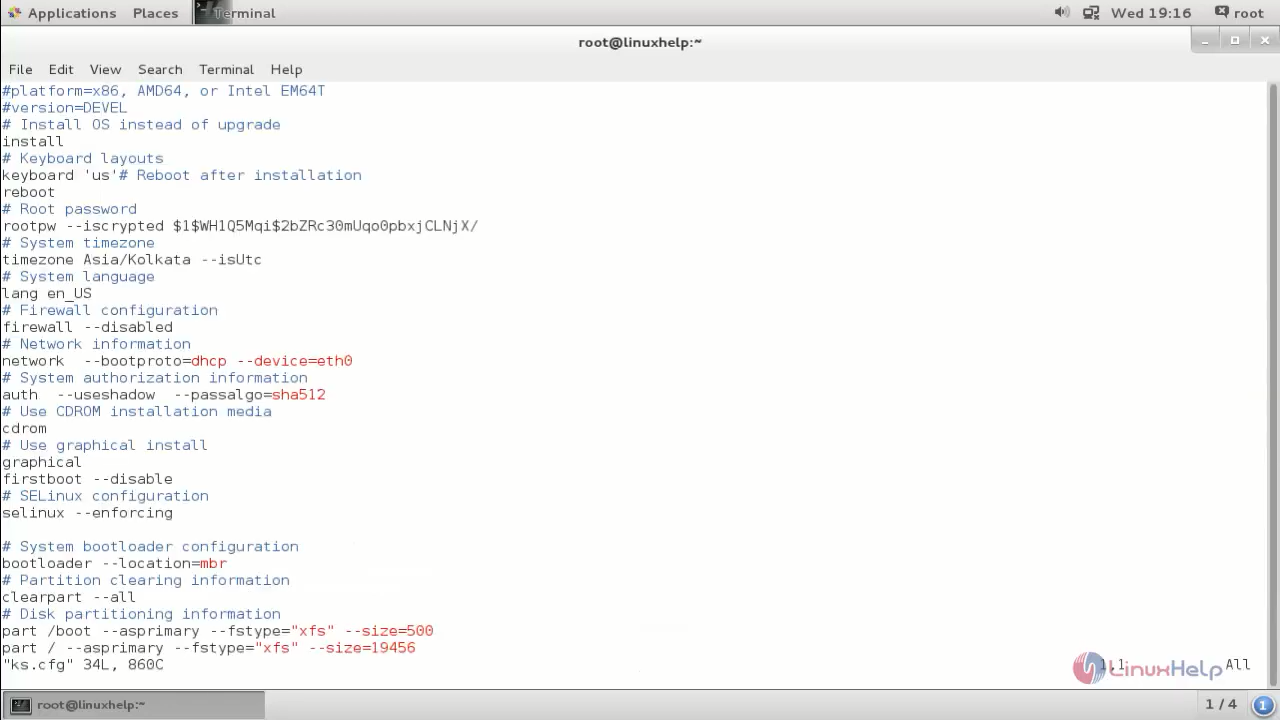 Applications Places Terminal Wed 19:16 root
root@linuxhelp:~
File Edit View Search Terminal Help
#platform=x86, AMD64, or Intel EM64T
#version=DEVEL
# Install OS instead of upgrade
install
# Keyboard layouts
keyboard 'us'# Reboot after installation
reboot
# Root password
rootpw --iscrypted $1$WH1Q5Mqi$2bZRc30mUqo0pbxjCLNjX/
# System timezone
timezone Asia/Kolkata --isUtc
# System language
lang en_US
# Firewall configuration
firewall --disabled
# Network information
network  --bootproto=dhcp --device=eth0
# System authorization information
auth  --useshadow  --passalgo=sha512
# Use CDROM installation media
cdrom
# Use graphical install
graphical
firstboot --disable
# SELinux configuration
selinux --enforcing
# System bootloader configuration
bootloader --location=mbr
# Partition clearing information
clearpart --all
# Disk partitioning information
part /boot --asprimary --fstype="xfs" --size=500
part / --asprimary --fstype="xfs" --size=19456
"ks.cfg" 34L, 860C 1,1 All
LinuxHelp
root@linuxhelp:~ 1 / 4 1